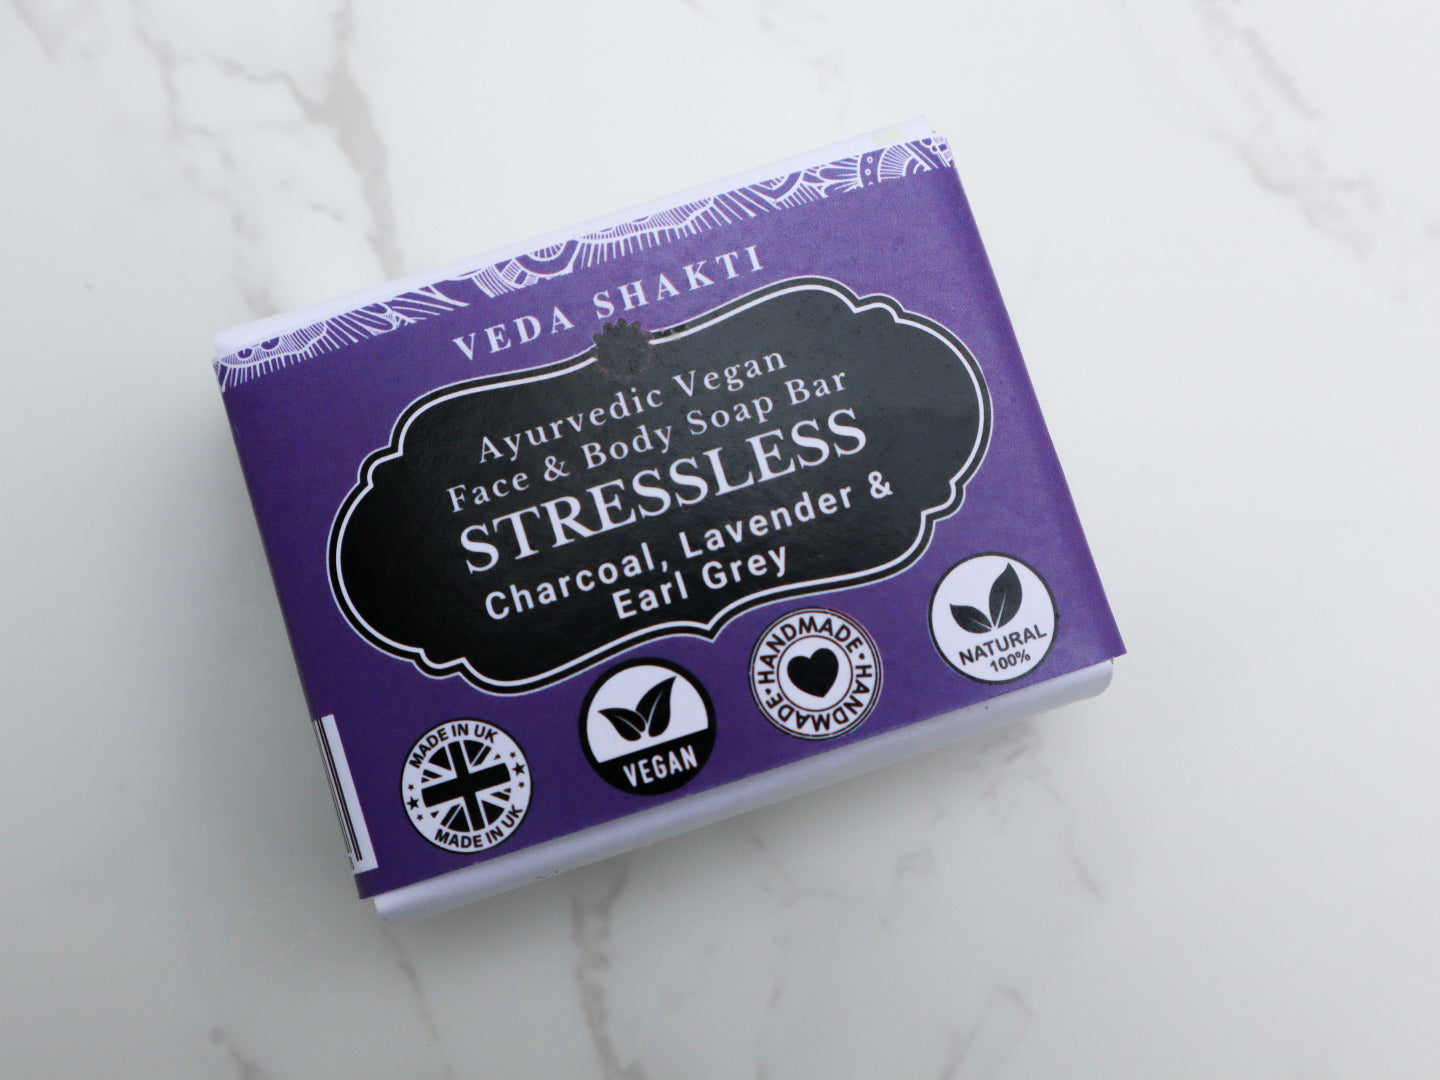 VEDA SHAKTI
Ayurvedic Vegan
Face & Body Soap Bar
STRESSLESS
Charcoal, Lavender &
Earl Grey
MADE IN UK
MADE IN UK
VEGAN
HANDMADE
HANDMADE
NATURAL
100%